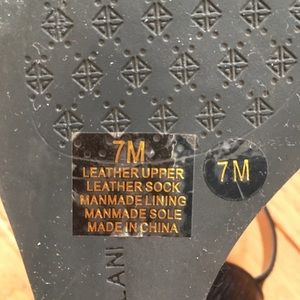 7M
LEATHER UPPER
LEATHER SOCK
MANMADE LINING
MANMADE SOLE
MADE IN CHINA
7M